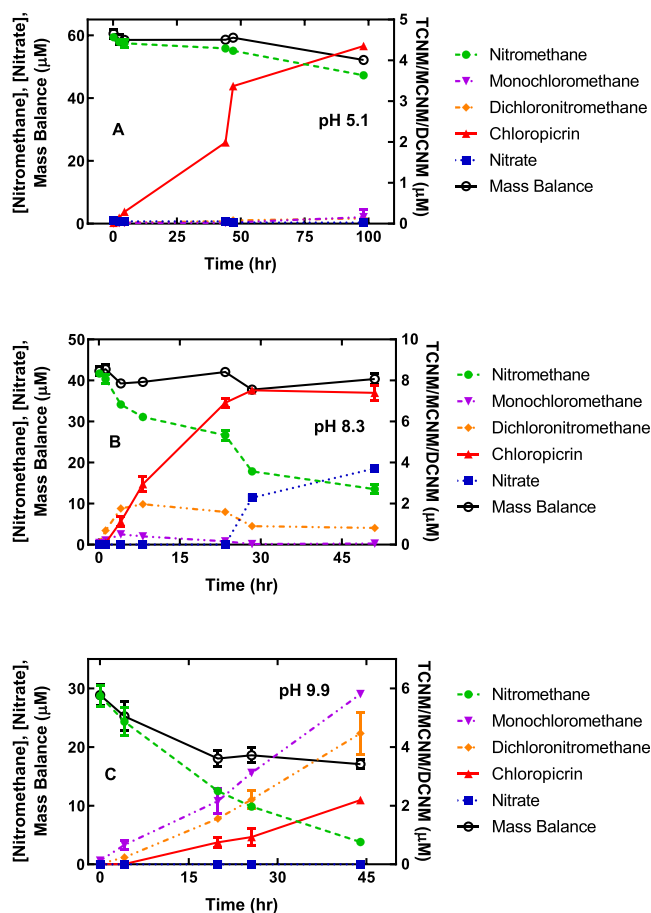 [Nitromethane], [Nitrate],
Mass Balance (µM)
60
40
20
0
A
pH 5.1
0
25
50
75
100
Time (hr)
5
4
3
2
1
0
TCNM/MCNM/DCNM (µM)
Nitromethane
Monochloromethane
Dichloronitromethane
Chloropicrin
Nitrate
Mass Balance
[Nitromethane], [Nitrate],
Mass Balance (µM)
50
40
30
20
10
0
B
pH 8.3
0
15
30
45
Time (hr)
10
8
6
4
2
0
TCNM/MCNM/DCNM (µM)
Nitromethane
Monochloromethane
Dichloronitromethane
Chloropicrin
Nitrate
Mass Balance
[Nitromethane], [Nitrate],
Mass Balance (µM)
30
20
10
0
C
pH 9.9
0
15
30
45
Time (hr)
6
4
2
0
TCNM/MCNM/DCNM (µM)
Nitromethane
Monochloromethane
Dichloronitromethane
Chloropicrin
Nitrate
Mass Balance